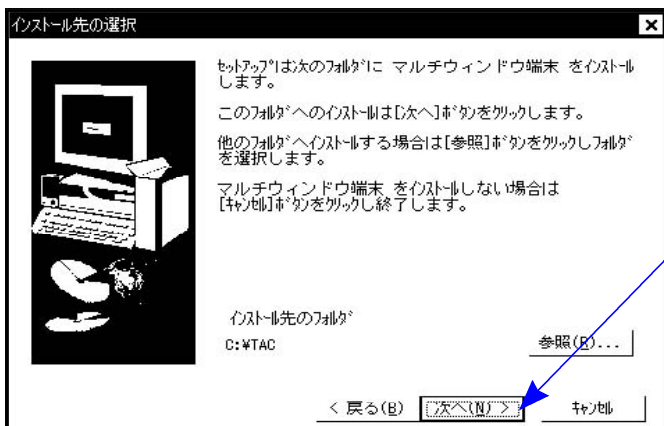 インストール先の選択
セットアップは次のフォルダに マルチウィンドウ端末 をインストール
します。
このフォルダへのインストールは[次へ]ボタンをクリックします。
他のフォルダへインストールする場合は[参照]ボタンをクリックしフォルダ
を選択します。
マルチウィンドウ端末 をインストールしない場合は
[キャンセル]ボタンをクリックし終了します。
インストール先のフォルダ
C:¥TAC
参照(R)...
< 戻る(B)
次へ(N) >
キャンセル